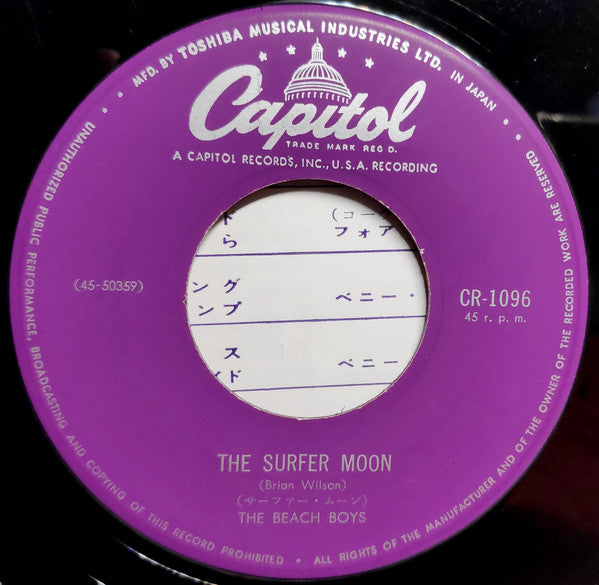 MFD. BY TOSHIBA MUSICAL INDUSTRIES LTD. IN JAPAN
Capitol
TRADE MARK REG D.
A CAPITOL RECORDS, INC., U.S.A. RECORDING
(45-50359)
CR-1096
45 r. p. m.
ド
(コー
ら
フォア
ング
ベニー・
ンプ
ス
ベニー
ド
THE SURFER MOON
(Brian Wilson)
(サーファー・ムーン)
THE BEACH BOYS
UNAUTHORIZED PUBLIC PERFORMANCE, BROADCASTING AND COPYING OF THIS RECORD PROHIBITED • ALL RIGHTS OF THE MANUFACTURER AND OF THE OWNER OF THE RECORDED WORK ARE RESERVED